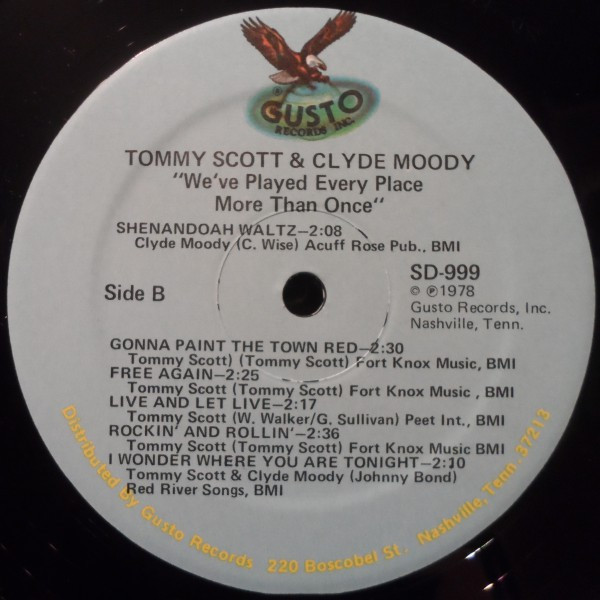 GUSTO
RECORDS INC.
TOMMY SCOTT & CLYDE MOODY
"We've Played Every Place
More Than Once"
SHENANDOAH WALTZ—2:08
Clyde Moody (C. Wise) Acuff Rose Pub., BMI
Side B
SD-999
© ℗1978
Gusto Records, Inc.
Nashville, Tenn.
GONNA PAINT THE TOWN RED—2:30
Tommy Scott) (Tommy Scott) Fort Knox Music, BMI
FREE AGAIN—2:25
Tommy Scott (Tommy Scott) Fort Knox Music , BMI
LIVE AND LET LIVE—2:17
Tommy Scott (W. Walker/G. Sullivan) Peet Int., BMI
ROCKIN' AND ROLLIN'—2:36
Tommy Scott (Tommy Scott) Fort Knox Music BMI
I WONDER WHERE YOU ARE TONIGHT—2:10
Tommy Scott & Clyde Moody (Johnny Bond)
Red River Songs, BMI
Distributed By Gusto Records 220 Boscobel St. Nashville, Tenn. 37213